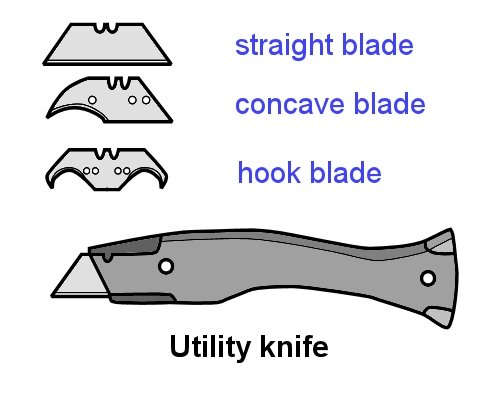 straight blade
concave blade
hook blade
Utility knife